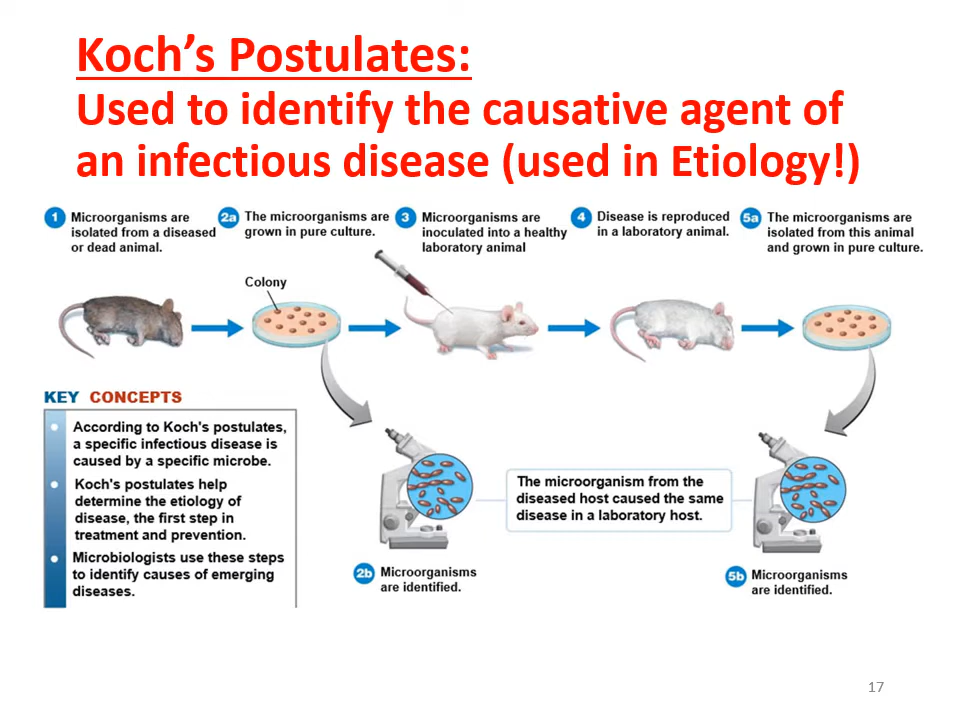 Koch’s Postulates:
Used to identify the causative agent of
an infectious disease (used in Etiology!)
1 Microorganisms are
isolated from a diseased
or dead animal.
2a The microorganisms are
grown in pure culture.
3 Microorganisms are
inoculated into a healthy
laboratory animal
4 Disease is reproduced
in a laboratory animal.
5a The microorganisms are
isolated from this animal
and grown in pure culture.
Colony
KEY CONCEPTS
According to Koch's postulates,
a specific infectious disease is
caused by a specific microbe.
Koch's postulates help
determine the etiology of
disease, the first step in
treatment and prevention.
Microbiologists use these steps
to identify causes of emerging
diseases.
The microorganism from the
diseased host caused the same
disease in a laboratory host.
2b Microorganisms
are identified.
5b Microorganisms
are identified.
17